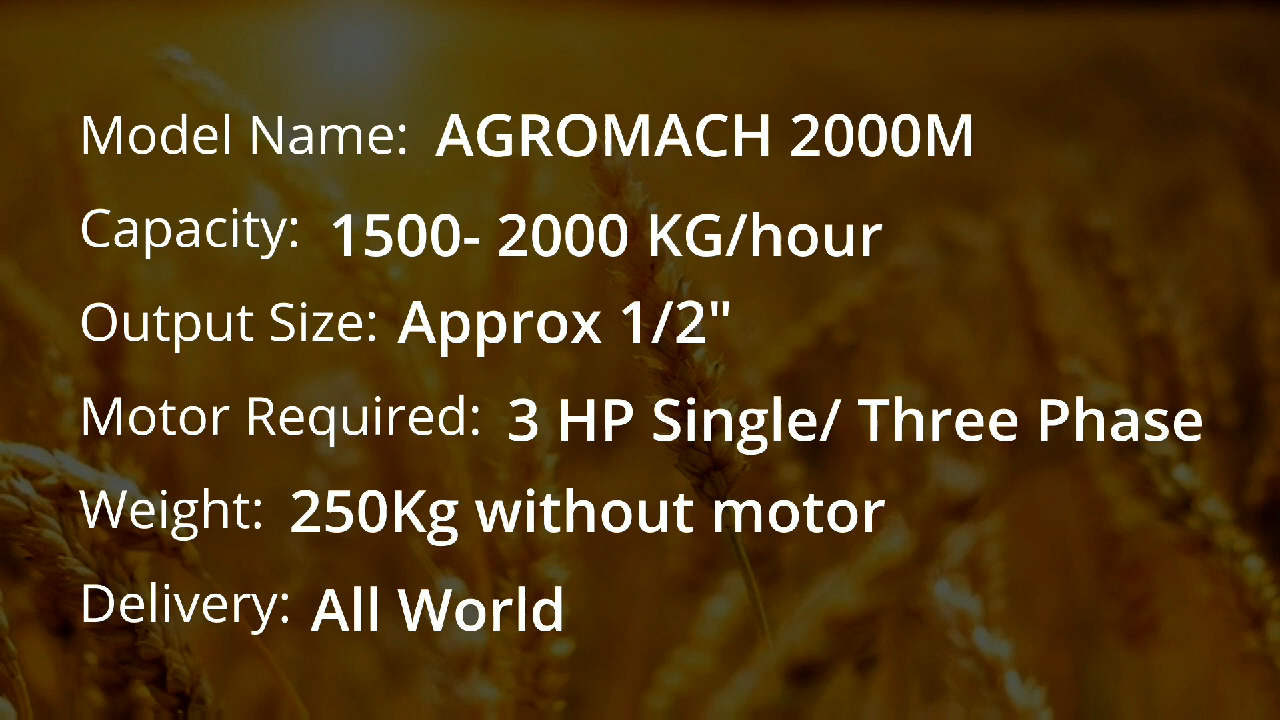 Model Name: AGROMACH 2000M
Capacity: 1500- 2000 KG/hour
Output Size: Approx 1/2"
Motor Required: 3 HP Single/ Three Phase
Weight: 250Kg without motor
Delivery: All World